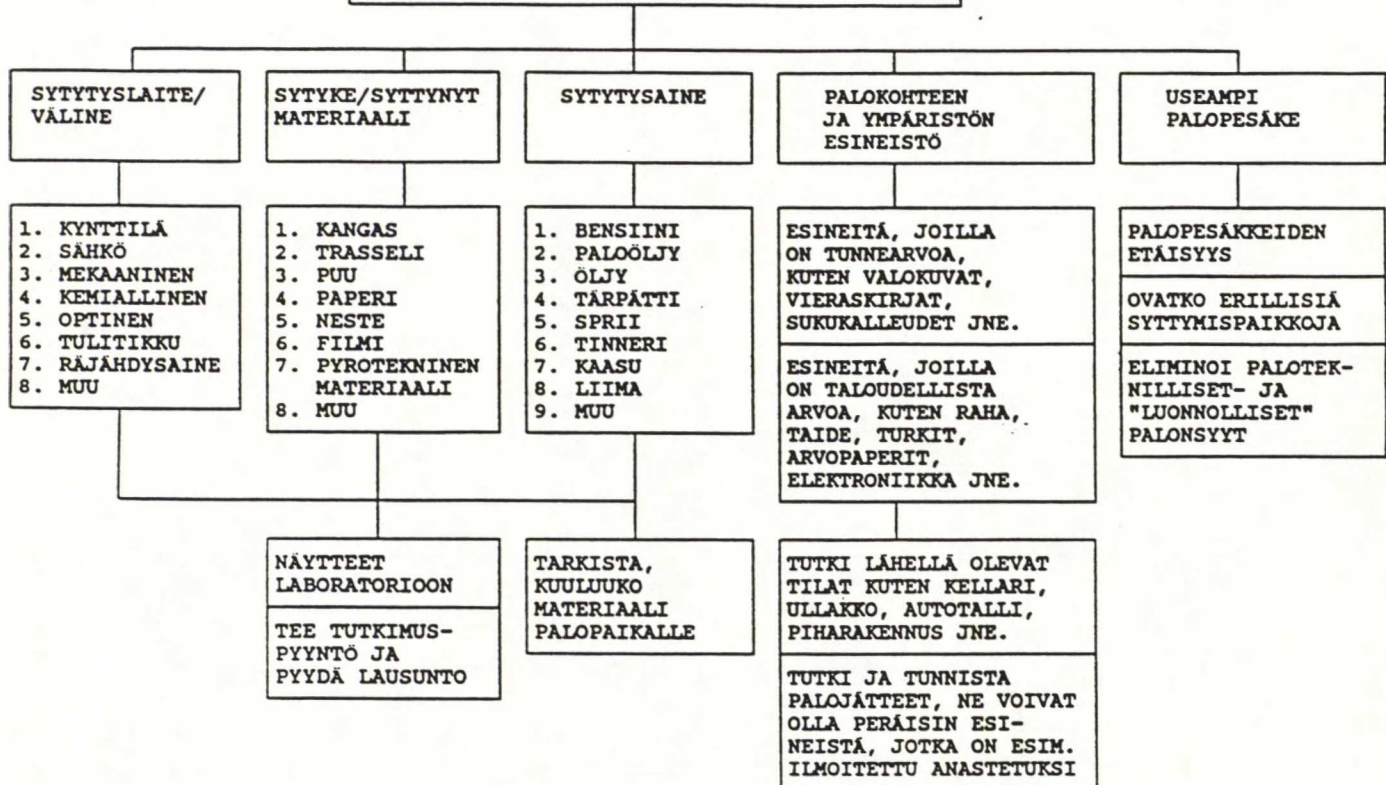 SYTYTYSLAITE/
VÄLINE
SYTYKE/SYTTYNYT
MATERIAALI
SYTYTYSAINE
PALOKOHTEEN
JA YMPÄRISTÖN
ESINEISTÖ
USEAMPI
PALOPESÄKE
1. KYNTTILÄ
2. SÄHKÖ
3. MEKAANINEN
4. KEMIALLINEN
5. OPTINEN
6. TULITIKKU
7. RÄJÄHDYSAINE
8. MUU
1. KANGAS
2. TRASSELI
3. PUU
4. PAPERI
5. NESTE
6. FILMI
7. PYROTEKNINEN
MATERIAALI
8. MUU
1. BENSIINI
2. PALOÖLJY
3. ÖLJY
4. TÄRPÄTTI
5. SPRII
6. TINNERI
7. KAASU
8. LIIMA
9. MUU
ESINEITÄ, JOILLA
ON TUNNEARVOA,
KUTEN VALOKUVAT,
VIERASKIRJAT,
SUKUKALLEUDET JNE.
ESINEITÄ, JOILLA
ON TALOUDELLISTA
ARVOA, KUTEN RAHA,
TAIDE, TURKIT,
ARVOPAPERIT,
ELEKTRONIIKKA JNE.
PALOPESÄKKEIDEN
ETÄISYYS
OVATKO ERILLISIÄ
SYTTYMISPAIKKOJA
ELIMINOI PALOTEK-
NILLISET- JA
"LUONNOLLISET"
PALONSYYT
NÄYTTEET
LABORATORIOON
TEE TUTKIMUS-
PYYNTÖ JA
PYYDÄ LAUSUNTO
TARKISTA,
KUULUUKO
MATERIAALI
PALOPAIKALLE
TUTKI LÄHELLÄ OLEVAT
TILAT KUTEN KELLARI,
ULLAKKO, AUTOTALLI,
PIHARAKENNUS JNE.
TUTKI JA TUNNISTA
PALOJÄTTEET, NE VOIVAT
OLLA PERÄISIN ESI-
NEISTÄ, JOTKA ON ESIM.
ILMOITETTU ANASTETUKSI